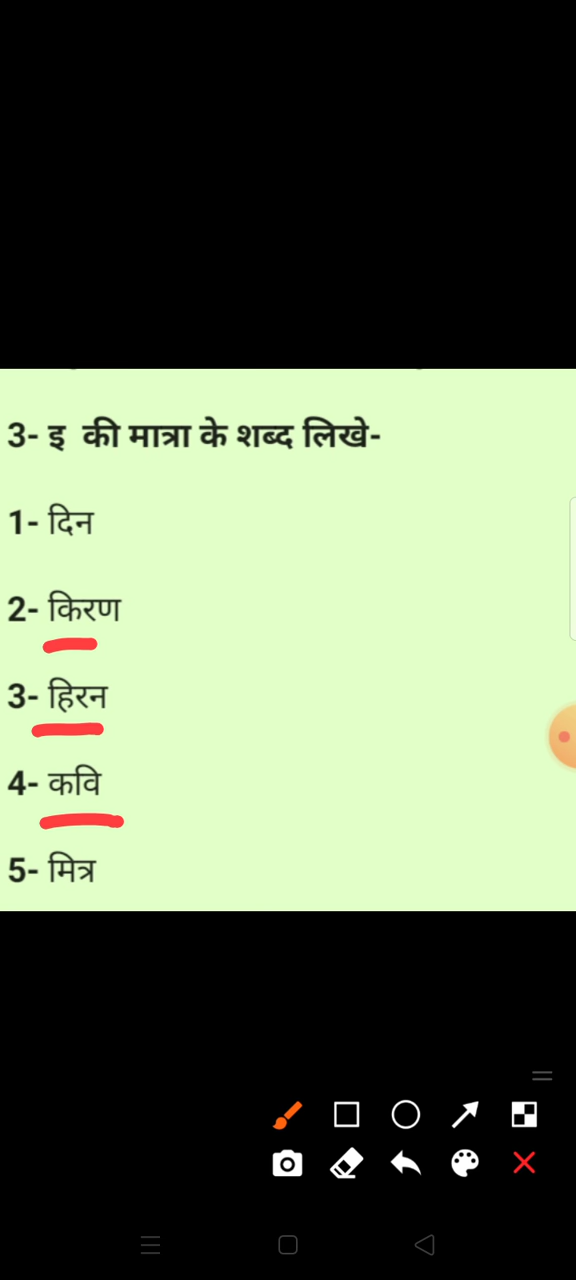 3- इ की मात्रा के शब्द लिखे-
1- दिन
2- किरण
3- हिरन
4- कवि
5- मित्र